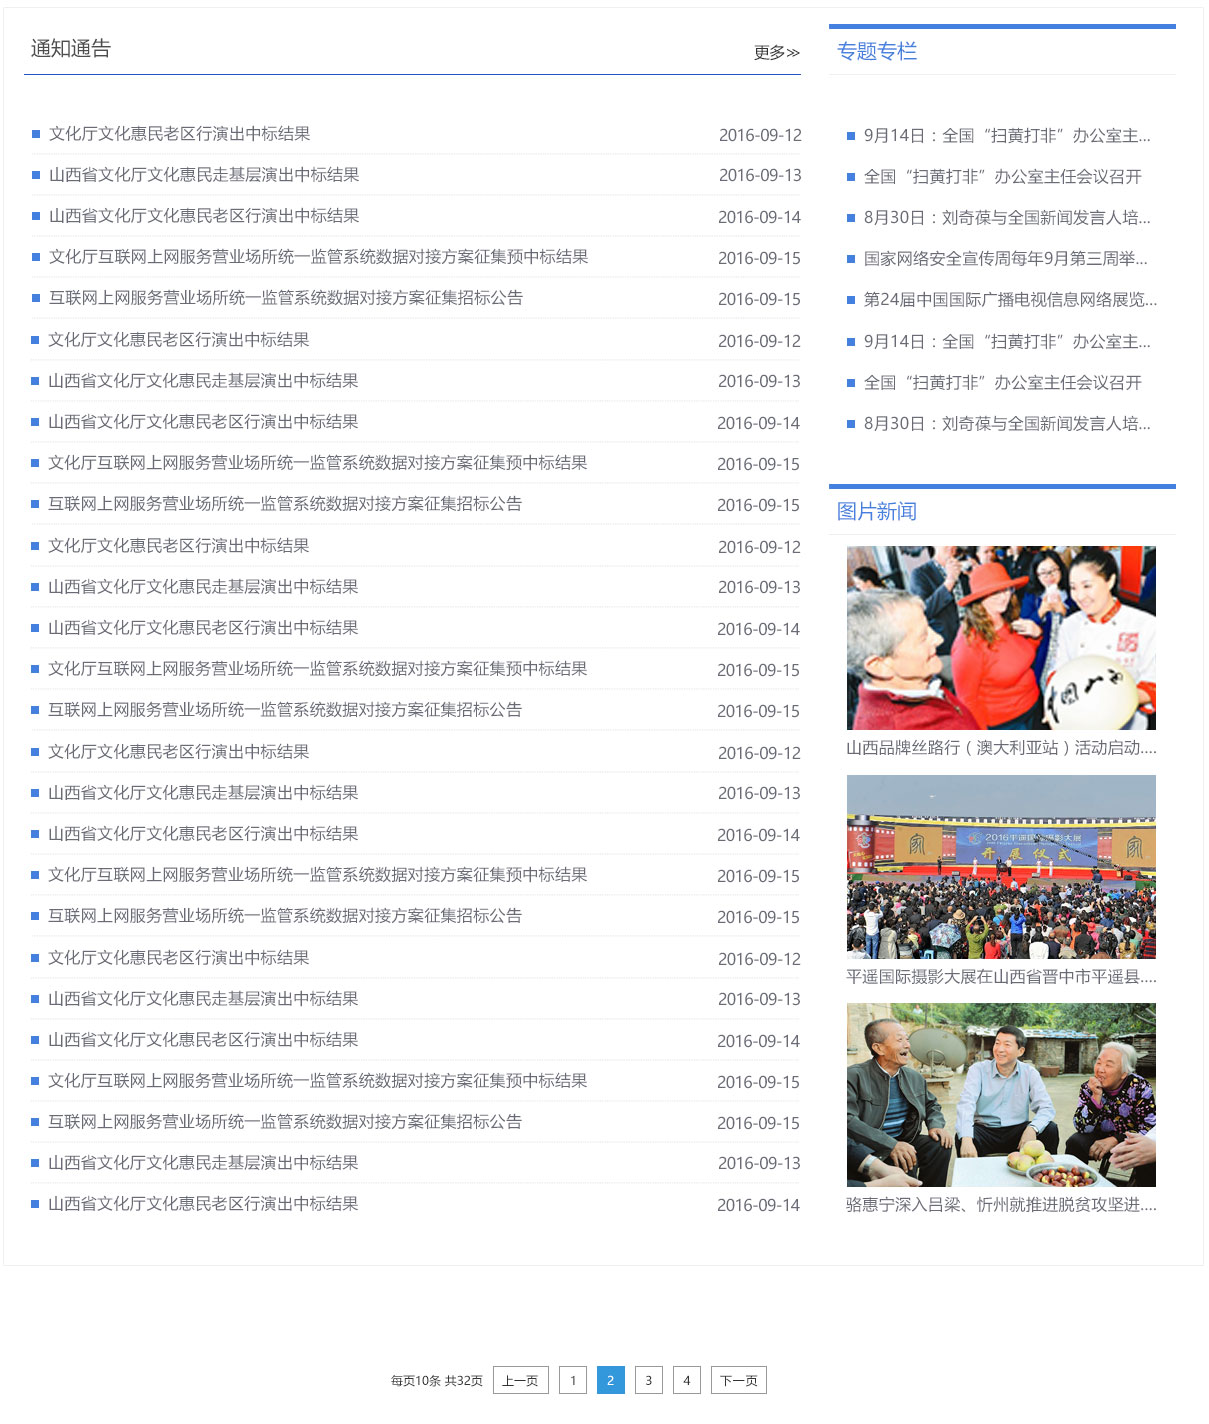 通知通告
更多≫
文化厅文化惠民老区行演出中标结果 2016-09-12
山西省文化厅文化惠民走基层演出中标结果 2016-09-13
山西省文化厅文化惠民老区行演出中标结果 2016-09-14
文化厅互联网上网服务营业场所统一监管系统数据对接方案征集预中标结果 2016-09-15
互联网上网服务营业场所统一监管系统数据对接方案征集招标公告 2016-09-15
文化厅文化惠民老区行演出中标结果 2016-09-12
山西省文化厅文化惠民走基层演出中标结果 2016-09-13
山西省文化厅文化惠民老区行演出中标结果 2016-09-14
文化厅互联网上网服务营业场所统一监管系统数据对接方案征集预中标结果 2016-09-15
互联网上网服务营业场所统一监管系统数据对接方案征集招标公告 2016-09-15
文化厅文化惠民老区行演出中标结果 2016-09-12
山西省文化厅文化惠民走基层演出中标结果 2016-09-13
山西省文化厅文化惠民老区行演出中标结果 2016-09-14
文化厅互联网上网服务营业场所统一监管系统数据对接方案征集预中标结果 2016-09-15
互联网上网服务营业场所统一监管系统数据对接方案征集招标公告 2016-09-15
文化厅文化惠民老区行演出中标结果 2016-09-12
山西省文化厅文化惠民走基层演出中标结果 2016-09-13
山西省文化厅文化惠民老区行演出中标结果 2016-09-14
文化厅互联网上网服务营业场所统一监管系统数据对接方案征集预中标结果 2016-09-15
互联网上网服务营业场所统一监管系统数据对接方案征集招标公告 2016-09-15
文化厅文化惠民老区行演出中标结果 2016-09-12
山西省文化厅文化惠民走基层演出中标结果 2016-09-13
山西省文化厅文化惠民老区行演出中标结果 2016-09-14
文化厅互联网上网服务营业场所统一监管系统数据对接方案征集预中标结果 2016-09-15
互联网上网服务营业场所统一监管系统数据对接方案征集招标公告 2016-09-15
山西省文化厅文化惠民走基层演出中标结果 2016-09-13
山西省文化厅文化惠民老区行演出中标结果 2016-09-14
专题专栏
9月14日：全国“扫黄打非”办公室主...
全国“扫黄打非”办公室主任会议召开
8月30日：刘奇葆与全国新闻发言人培...
国家网络安全宣传周每年9月第三周举...
第24届中国国际广播电视信息网络展览...
9月14日：全国“扫黄打非”办公室主...
全国“扫黄打非”办公室主任会议召开
8月30日：刘奇葆与全国新闻发言人培...
图片新闻
山西品牌丝路行（澳大利亚站）活动启动....
家
2016平遥国际摄影大展
开展仪式
家
平遥国际摄影大展在山西省晋中市平遥县....
骆惠宁深入吕梁、忻州就推进脱贫攻坚进....
每页10条 共32页 上一页 1 2 3 4 下一页